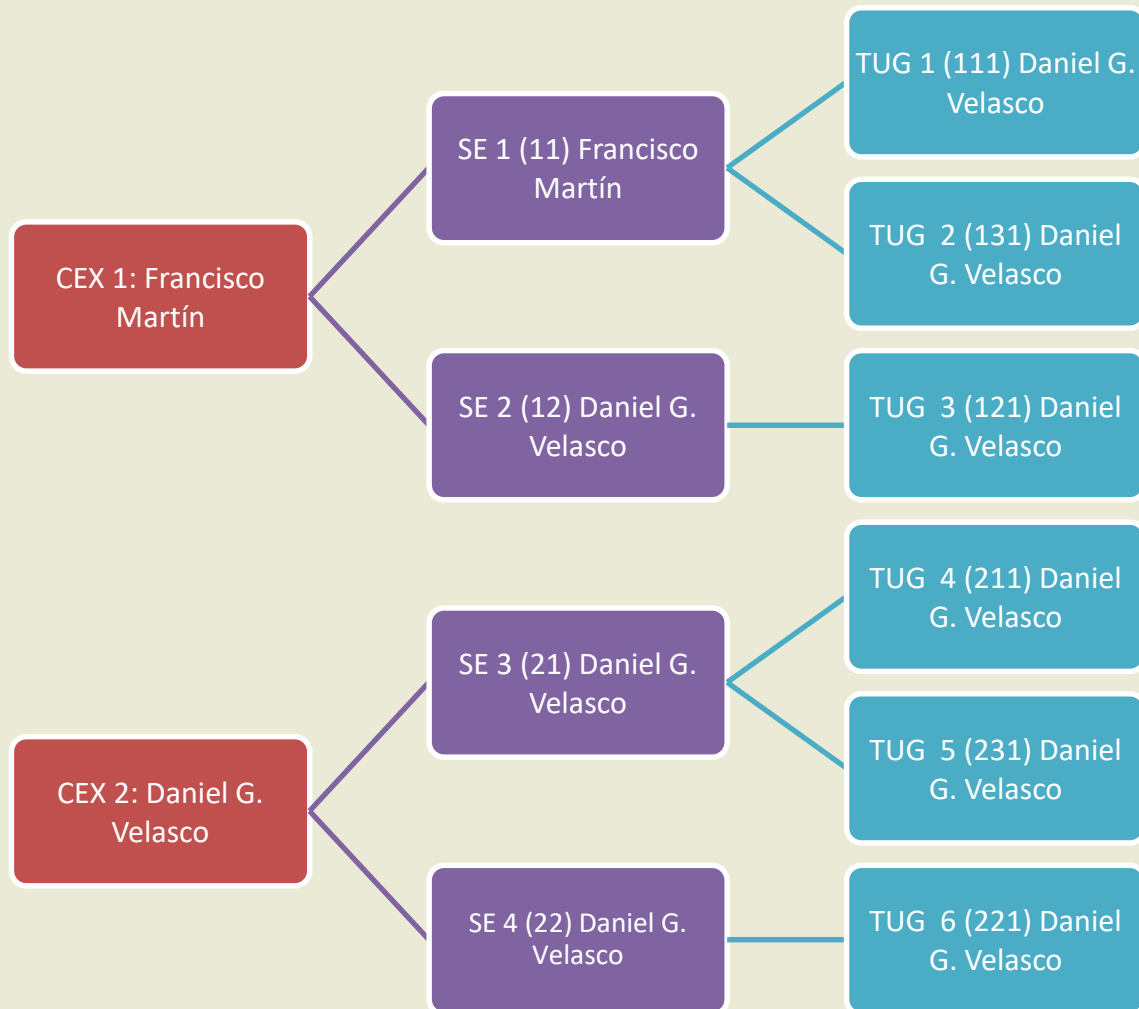 CEX 1: Francisco
Martín
SE 1 (11) Francisco
Martín
TUG 1 (111) Daniel G.
Velasco
TUG  2 (131) Daniel
G. Velasco
SE 2 (12) Daniel G.
Velasco
TUG  3 (121) Daniel
G. Velasco
CEX 2: Daniel G.
Velasco
SE 3 (21) Daniel G.
Velasco
TUG  4 (211) Daniel
G. Velasco
TUG  5 (231) Daniel
G. Velasco
SE 4 (22) Daniel G.
Velasco
TUG  6 (221) Daniel
G. Velasco